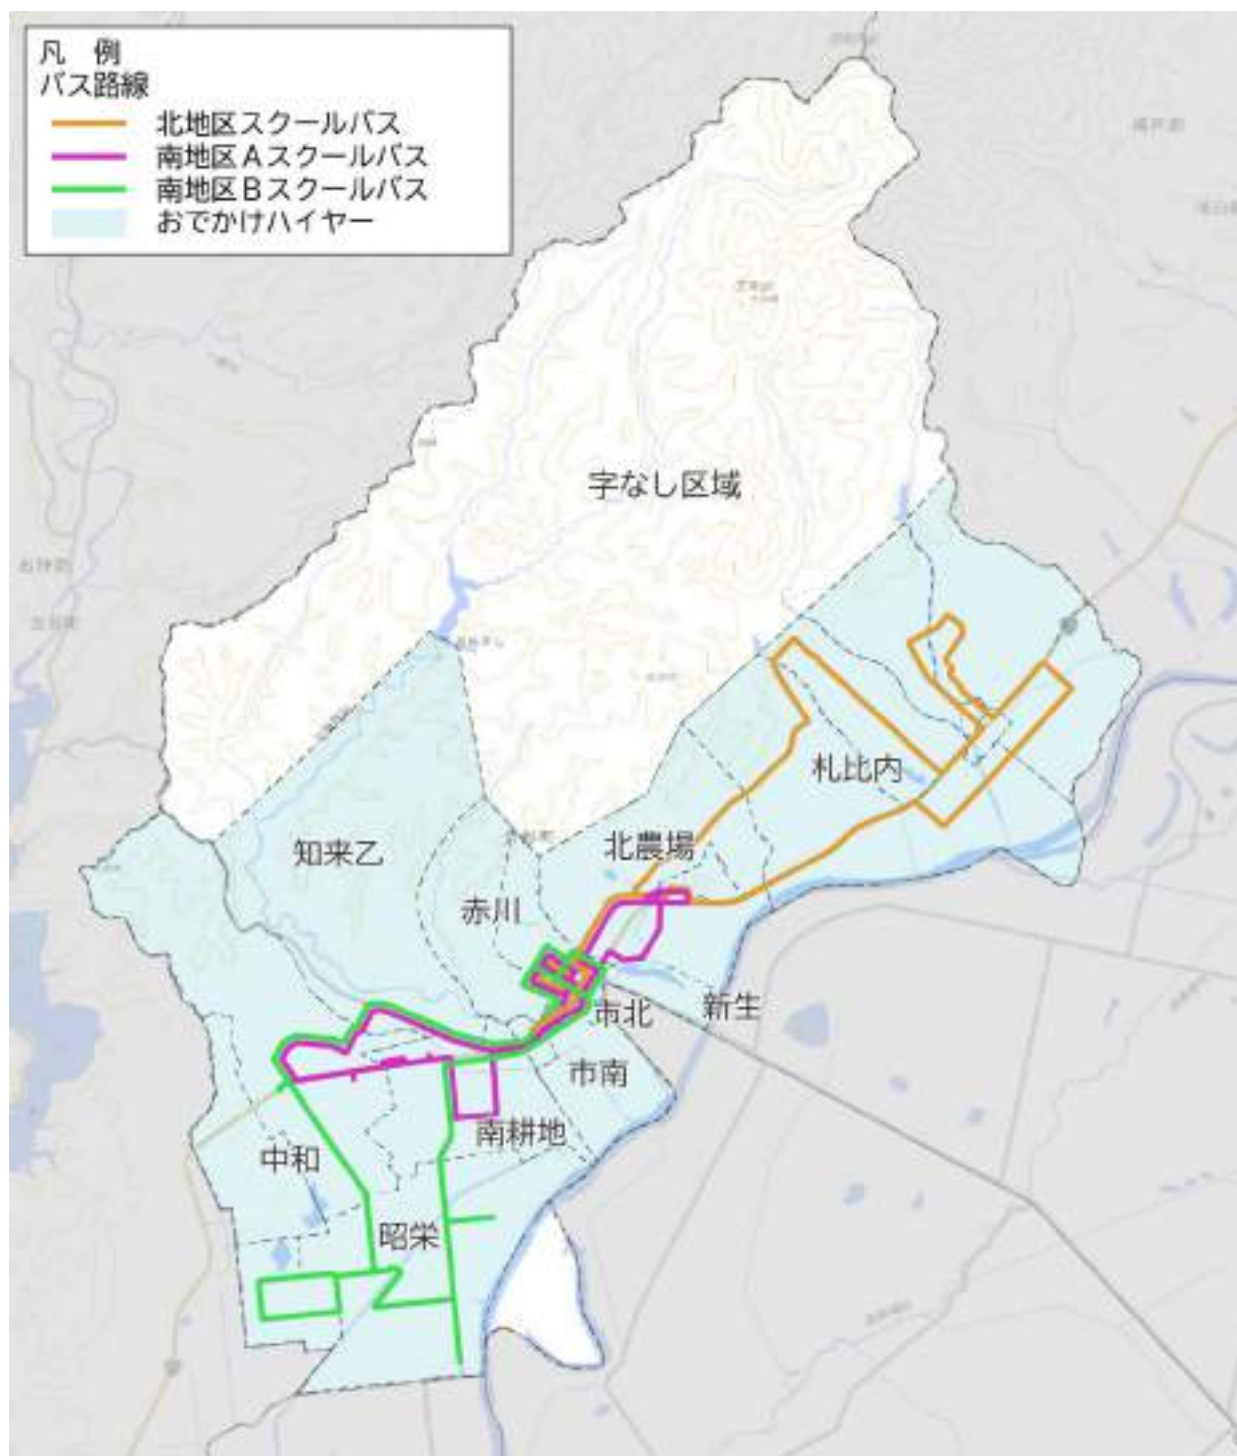 凡 例
バス路線
北地区スクールバス
南地区Aスクールバス
南地区Bスクールバス
おでかけハイヤー
字なし区域
札比内
北農場
知来乙
赤川
市北
新生
市南
南耕地
中和
昭栄